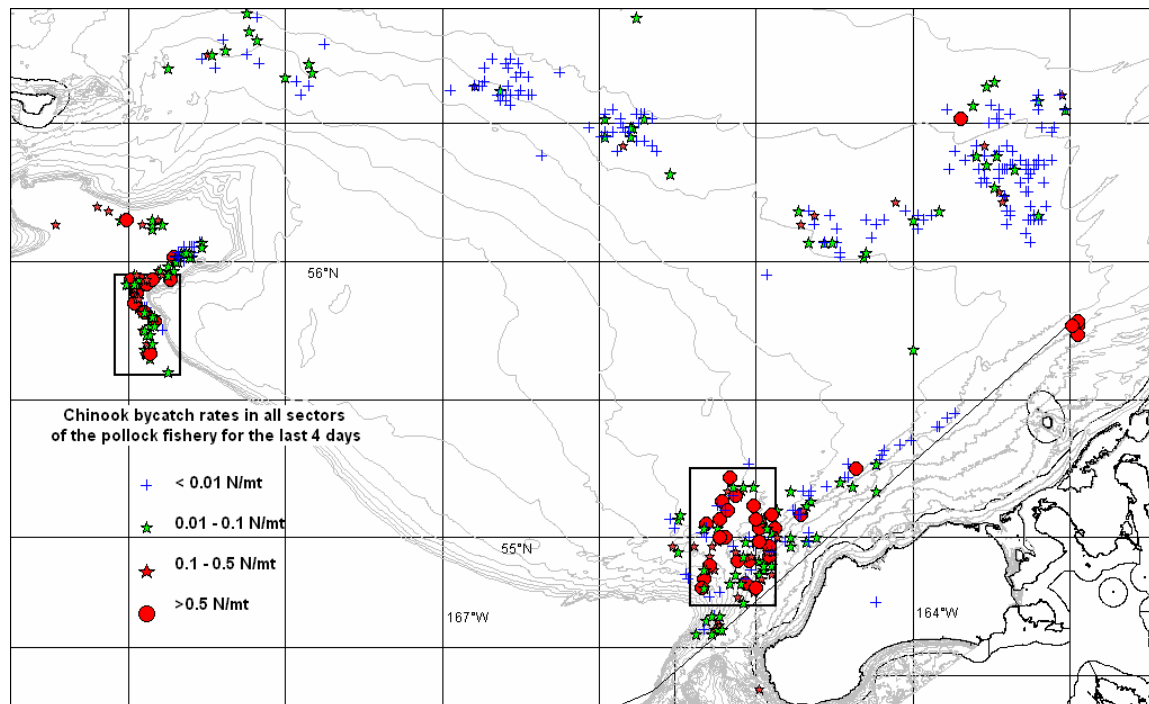 56°N
Chinook bycatch rates in all sectors
of the pollock fishery for the last 4 days
< 0.01 N/mt
0.01 - 0.1 N/mt
0.1 - 0.5 N/mt
>0.5 N/mt
55°N
167°W
164°W